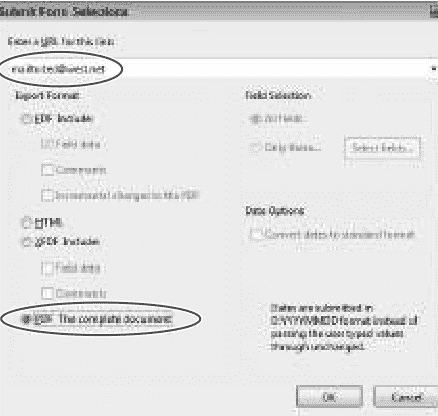 Submit Form Selections
Enter a URL for this link:
mailto:ted@west.net
Export Format
Field Selection
FDF Include
All fields
Field data
Only these...
Select fields...
Comments
Incremental changes to the PDF
Date Options
HTML
Convert dates to standard format
XFDF Include
Field data
Comments
PDF The complete document
Dates are submitted in
D:YYYYMMDD format instead of
passing the user typed values
through unchanged.
OK
Cancel